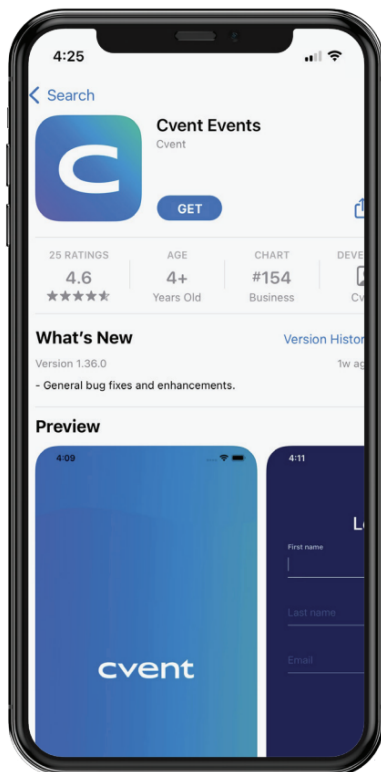 4:25
Search
C
Cvent Events
Cvent
GET
25 RATINGS
AGE
CHART
4.6
4+
#154
Years Old
Business
What's New
Version History
Version 1.36.0
1w
- General bug fixes and enhancements.
Preview
4:09
4:11
First name
Last name
Email
cvent